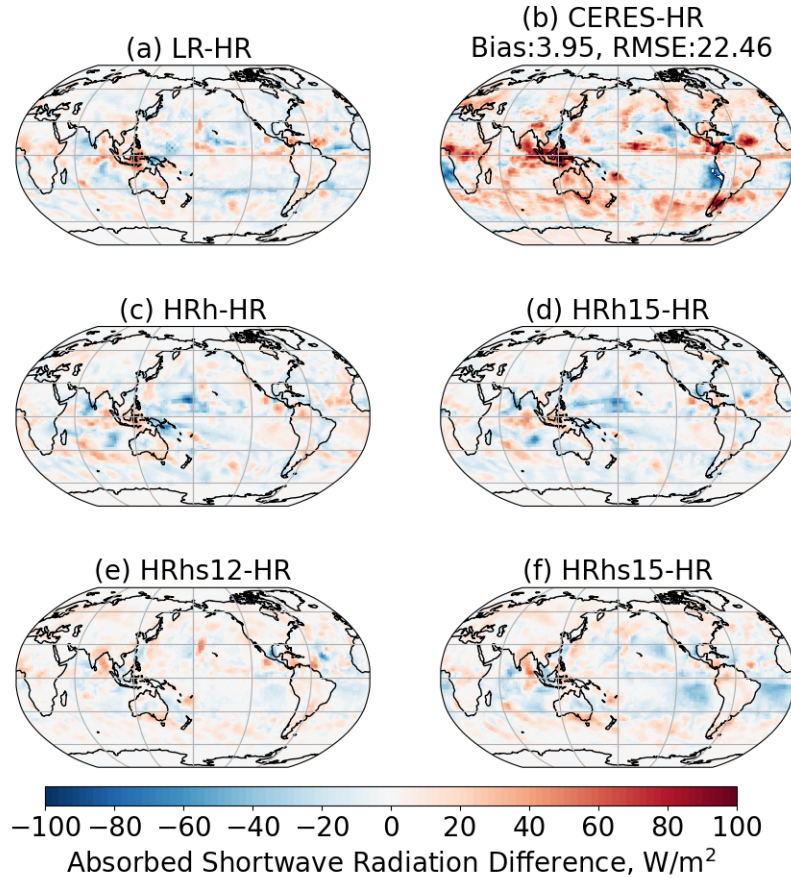 (a) LR-HR
(b) CERES-HR
Bias:3.95, RMSE:22.46
(c) HRh-HR
(d) HRh15-HR
(e) HRhs12-HR
(f) HRhs15-HR
−100 −80 −60 −40 −20 0 20 40 60 80 100
Absorbed Shortwave Radiation Difference, W/m²